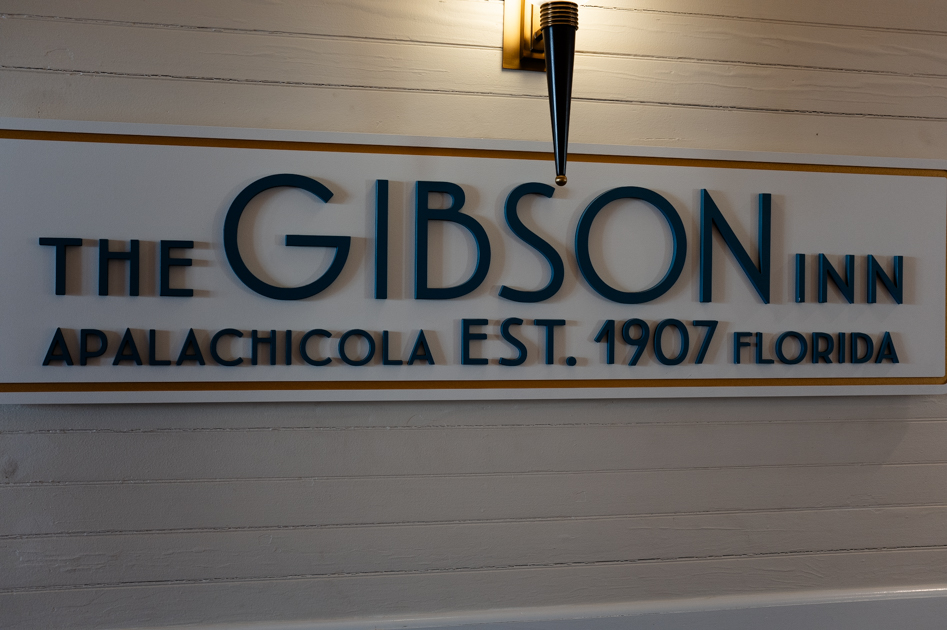 THE GIBSON INN
APALACHICOLA EST. 1907 FLORIDA